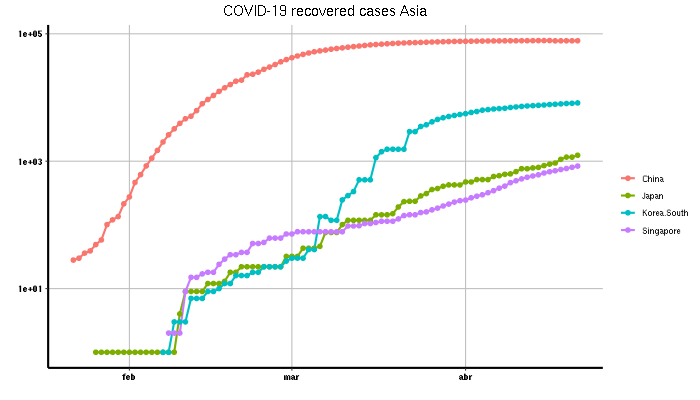 COVID-19 recovered cases Asia
1e+05
1e+03
1e+01
feb
mar
abr
China
Japan
Korea.South
Singapore